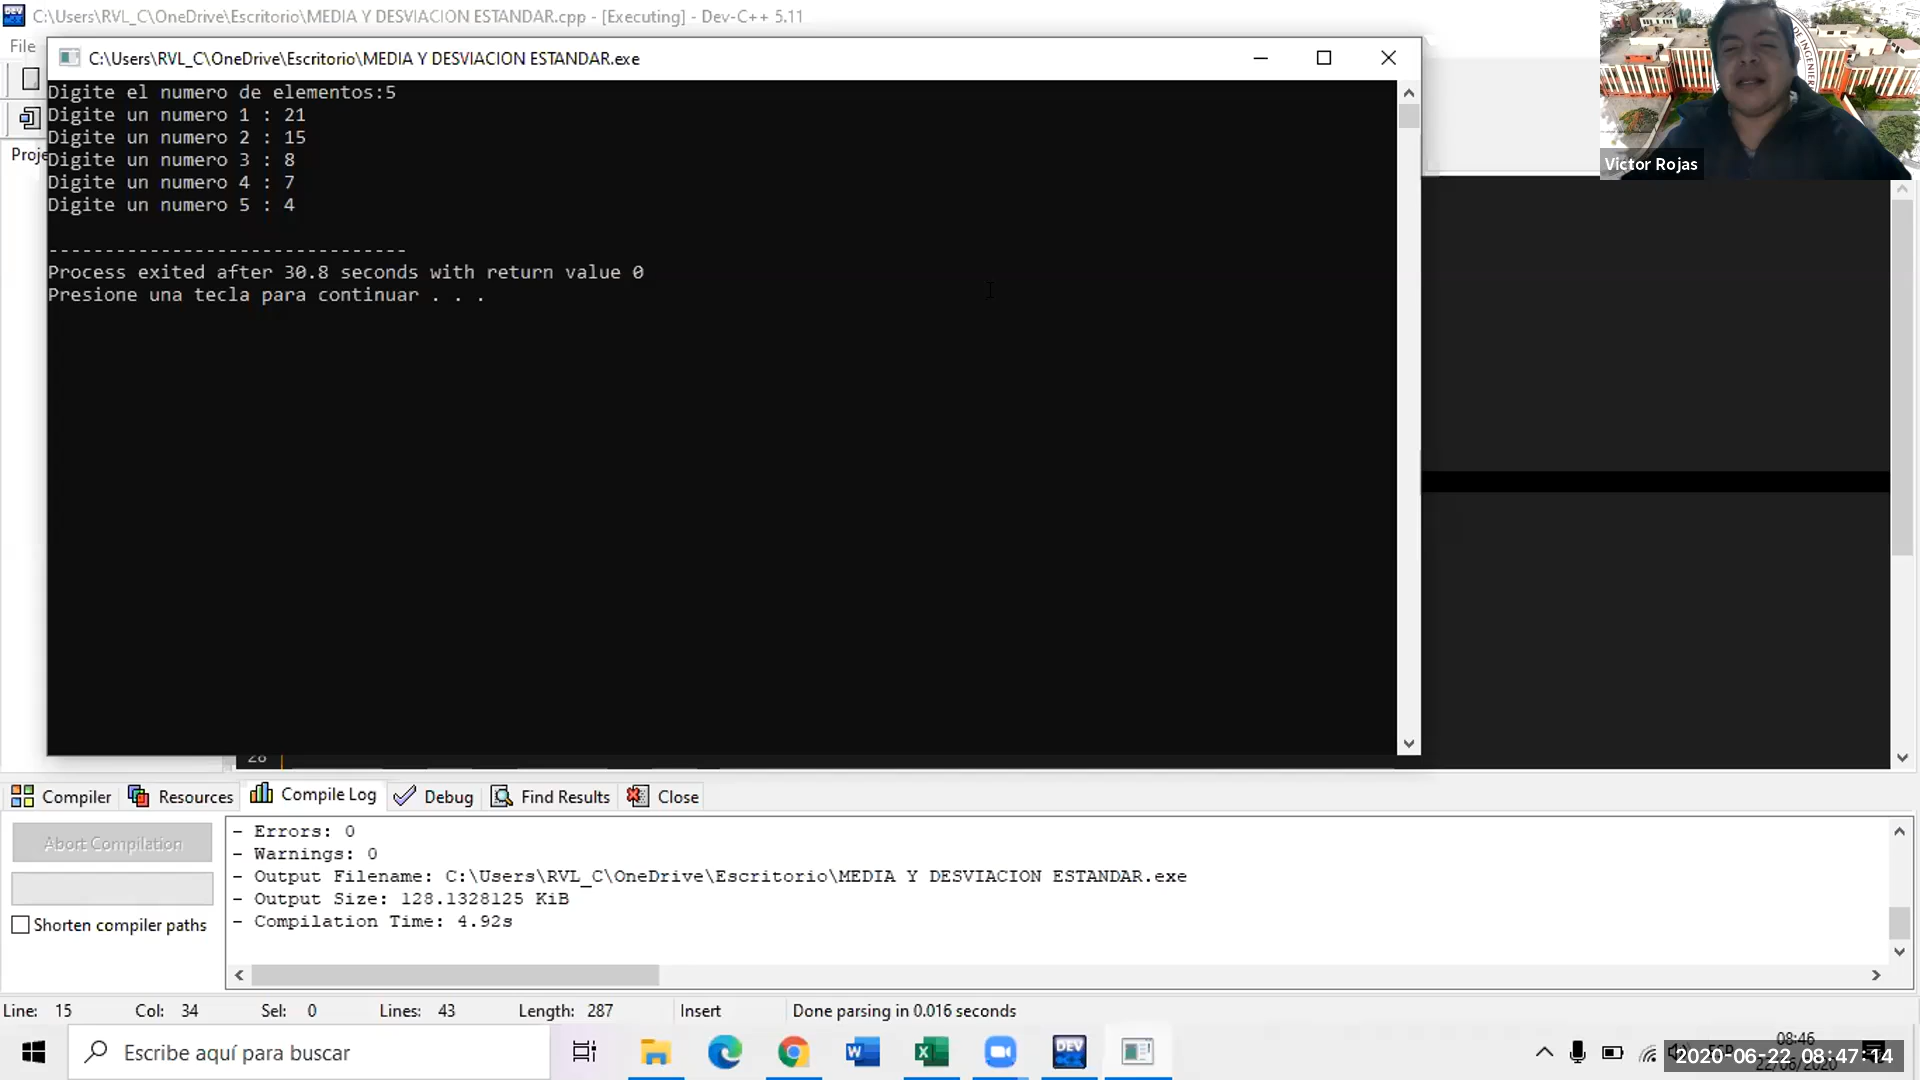 C:\Users\RVL_C\OneDrive\Escritorio\MEDIA Y DESVIACION ESTANDAR.cpp - [Executing] - Dev-C++ 5.11
File
C:\Users\RVL_C\OneDrive\Escritorio\MEDIA Y DESVIACION ESTANDAR.exe
Victor Rojas
Digite el numero de elementos:5
Digite un numero 1 : 21
Digite un numero 2 : 15
Proje
Digite un numero 3 : 8
Digite un numero 4 : 7
Digite un numero 5 : 4
--------------------------------
Process exited after 30.8 seconds with return value 0
Presione una tecla para continuar . . .
28
Compiler Resources Compile Log Debug Find Results Close
Abort Compilation
Shorten compiler paths
- Errors: 0
- Warnings: 0
- Output Filename: C:\Users\RVL_C\OneDrive\Escritorio\MEDIA Y DESVIACION ESTANDAR.exe
- Output Size: 128.1328125 KiB
- Compilation Time: 4.92s
Line: 15 Col: 34 Sel: 0 Lines: 43 Length: 287 Insert Done parsing in 0.016 seconds
Escribe aquí para buscar
DEV
08:46
2020-06-22 08:47:14